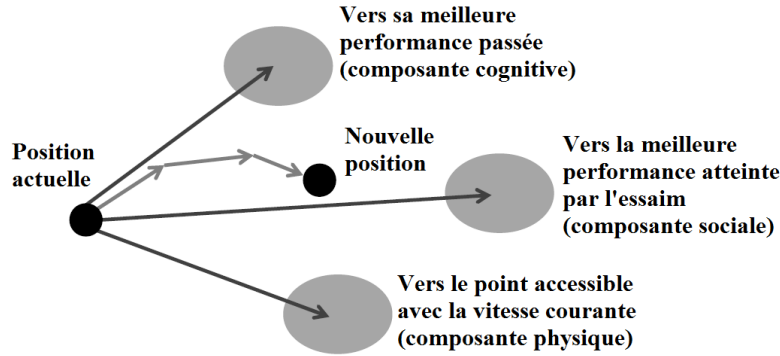 Vers sa meilleure
performance passée
(composante cognitive)
Position
actuelle
Nouvelle
position
Vers la meilleure
performance atteinte
par l'essaim
(composante sociale)
Vers le point accessible
avec la vitesse courante
(composante physique)